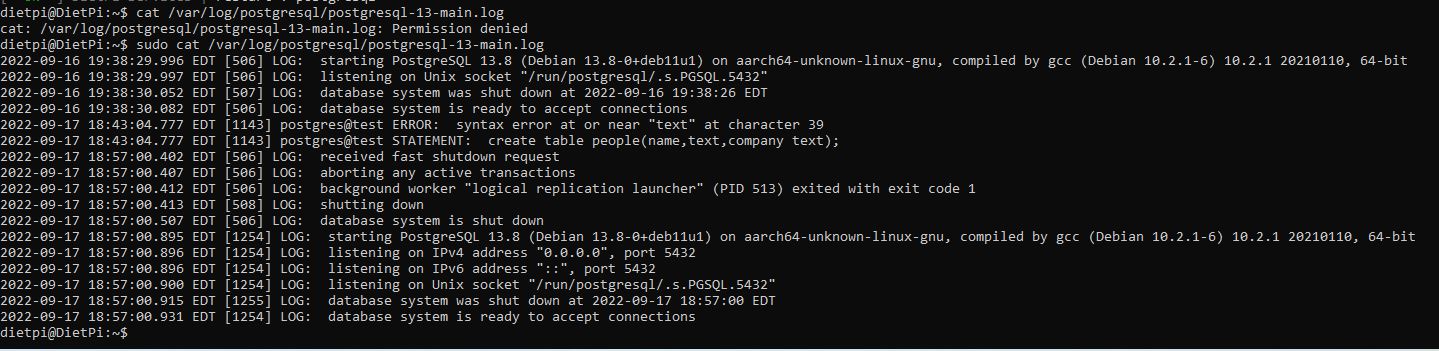 dietpi@DietPi:~$ cat /var/log/postgresql/postgresql-13-main.log
cat: /var/log/postgresql/postgresql-13-main.log: Permission denied
dietpi@DietPi:~$ sudo cat /var/log/postgresql/postgresql-13-main.log
2022-09-16 19:38:29.996 EDT [506] LOG:  starting PostgreSQL 13.8 (Debian 13.8-0+deb11u1) on aarch64-unknown-linux-gnu, compiled by gcc (Debian 10.2.1-6) 10.2.1 20210110, 64-bit
2022-09-16 19:38:29.997 EDT [506] LOG:  listening on Unix socket "/run/postgresql/.s.PGSQL.5432"
2022-09-16 19:38:30.052 EDT [507] LOG:  database system was shut down at 2022-09-16 19:38:26 EDT
2022-09-16 19:38:30.082 EDT [506] LOG:  database system is ready to accept connections
2022-09-17 18:43:04.777 EDT [1143] postgres@test ERROR:  syntax error at or near "text" at character 39
2022-09-17 18:43:04.777 EDT [1143] postgres@test STATEMENT:  create table people(name,text,company text);
2022-09-17 18:57:00.402 EDT [506] LOG:  received fast shutdown request
2022-09-17 18:57:00.407 EDT [506] LOG:  aborting any active transactions
2022-09-17 18:57:00.412 EDT [506] LOG:  background worker "logical replication launcher" (PID 513) exited with exit code 1
2022-09-17 18:57:00.413 EDT [508] LOG:  shutting down
2022-09-17 18:57:00.507 EDT [506] LOG:  database system is shut down
2022-09-17 18:57:00.895 EDT [1254] LOG:  starting PostgreSQL 13.8 (Debian 13.8-0+deb11u1) on aarch64-unknown-linux-gnu, compiled by gcc (Debian 10.2.1-6) 10.2.1 20210110, 64-bit
2022-09-17 18:57:00.896 EDT [1254] LOG:  listening on IPv4 address "0.0.0.0", port 5432
2022-09-17 18:57:00.896 EDT [1254] LOG:  listening on IPv6 address "::", port 5432
2022-09-17 18:57:00.900 EDT [1254] LOG:  listening on Unix socket "/run/postgresql/.s.PGSQL.5432"
2022-09-17 18:57:00.915 EDT [1255] LOG:  database system was shut down at 2022-09-17 18:57:00 EDT
2022-09-17 18:57:00.931 EDT [1254] LOG:  database system is ready to accept connections
dietpi@DietPi:~$